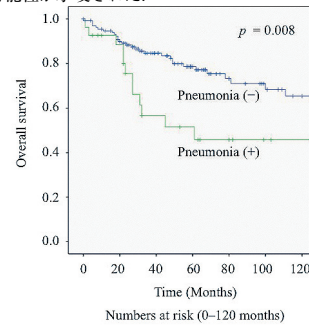 p = 0.008
1.0
0.8
0.6
0.4
0.2
0.0
Overall survival
Pneumonia (−)
Pneumonia (+)
0 20 40 60 80 100 120
Time (Months)
Numbers at risk (0–120 months)